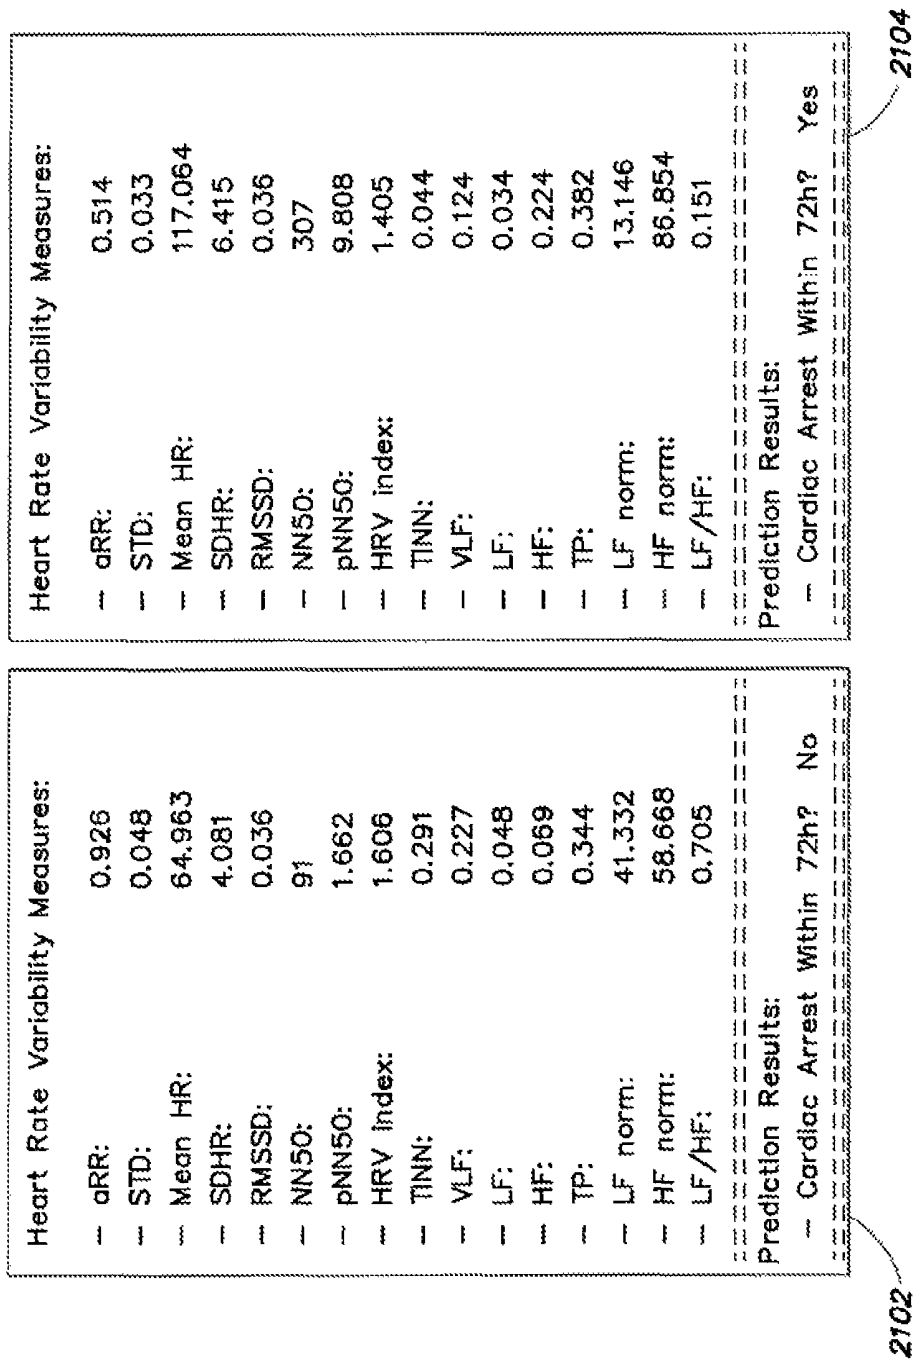 Heart Rate Variability Measures:
— aRR: 0.926
— STD: 0.048
— Mean HR: 64.963
— SDHR: 4.081
— RMSSD: 0.036
— NN50: 91
— pNN50: 1.662
— HRV index: 1.606
— TINN: 0.291
— VLF: 0.227
— LF: 0.048
— HF: 0.069
— TP: 0.344
— LF norm: 41.332
— HF norm: 58.668
— LF/HF: 0.705
Prediction Results:
— Cardiac Arrest Within 72h? No
2102
Heart Rate Variability Measures:
— aRR: 0.514
— STD: 0.033
— Mean HR: 117.064
— SDHR: 6.415
— RMSSD: 0.036
— NN50: 307
— pNN50: 9.808
— HRV index: 1.405
— TINN: 0.044
— VLF: 0.124
— LF: 0.034
— HF: 0.224
— TP: 0.382
— LF norm: 13.146
— HF norm: 86.854
— LF/HF: 0.151
Prediction Results:
— Cardiac Arrest Within 72h? Yes
2104